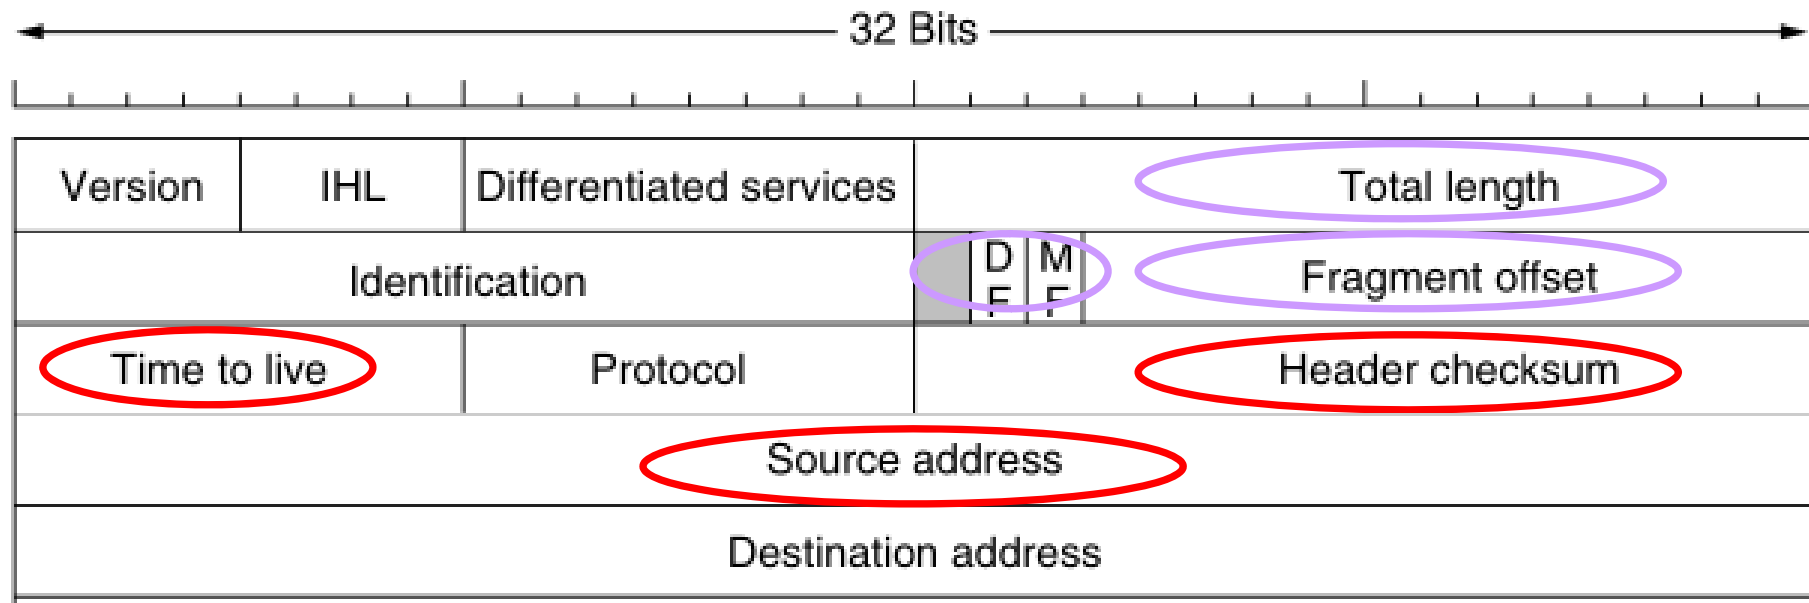 32 Bits
Version IHL Differentiated services Total length
Identification D F M F Fragment offset
Time to live Protocol Header checksum
Source address
Destination address